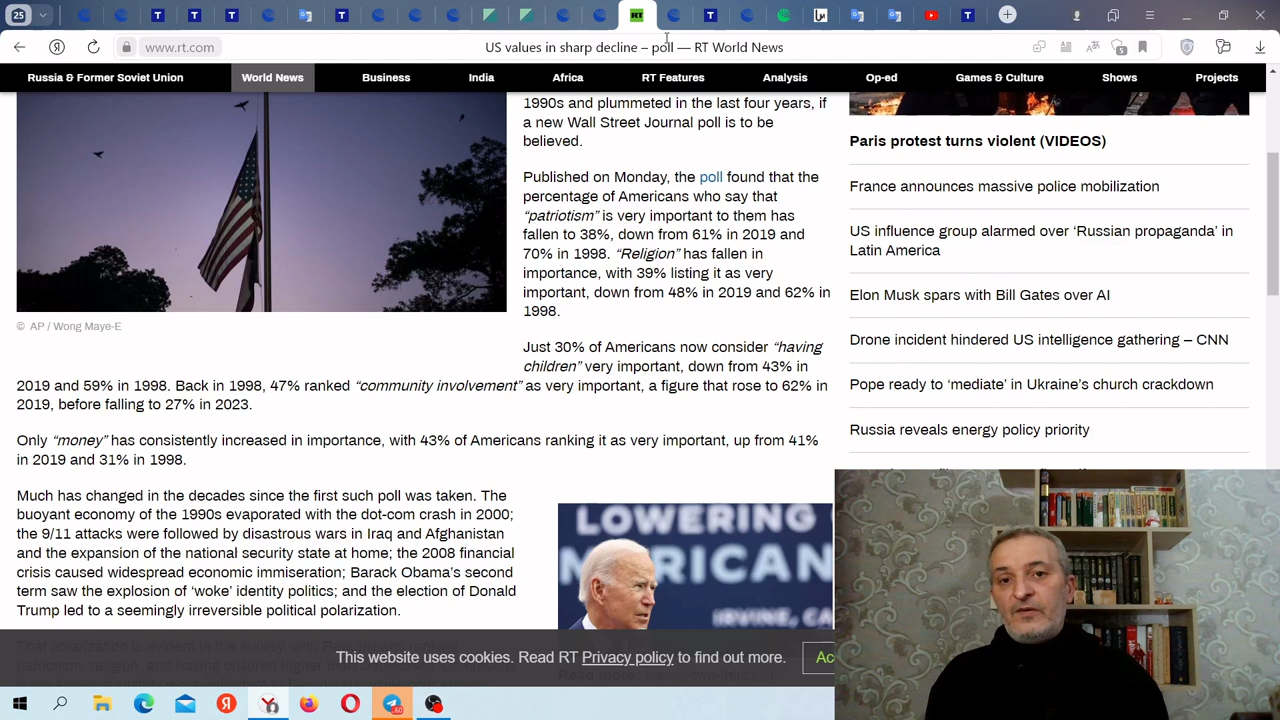 25
www.rt.com
US values in sharp decline – poll — RT World News
5
Russia & Former Soviet Union
World News
Business
India
Africa
RT Features
Analysis
Op-ed
Games & Culture
Shows
Projects
1990s and plummeted in the last four years, if
a new Wall Street Journal poll is to be
believed.
Published on Monday, the poll found that the
percentage of Americans who say that
“patriotism” is very important to them has
fallen to 38%, down from 61% in 2019 and
70% in 1998. “Religion” has fallen in
importance, with 39% listing it as very
important, down from 48% in 2019 and 62% in
1998.
© AP / Wong Maye-E
Just 30% of Americans now consider “having
children” very important, down from 43% in
2019 and 59% in 1998. Back in 1998, 47% ranked “community involvement” as very important, a figure that rose to 62% in
2019, before falling to 27% in 2023.
Only “money” has consistently increased in importance, with 43% of Americans ranking it as very important, up from 41%
in 2019 and 31% in 1998.
Much has changed in the decades since the first such poll was taken. The
buoyant economy of the 1990s evaporated with the dot-com crash in 2000;
the 9/11 attacks were followed by disastrous wars in Iraq and Afghanistan
and the expansion of the national security state at home; the 2008 financial
crisis caused widespread economic immiseration; Barack Obama’s second
term saw the explosion of ‘woke’ identity politics; and the election of Donald
Trump led to a seemingly irreversible political polarization.
LOWERING
AMERICAN
IRVINE, CA
Paris protest turns violent (VIDEOS)
France announces massive police mobilization
US influence group alarmed over ‘Russian propaganda’ in
Latin America
Elon Musk spars with Bill Gates over AI
Drone incident hindered US intelligence gathering – CNN
Pope ready to ‘mediate’ in Ukraine’s church crackdown
Russia reveals energy policy priority
This website uses cookies. Read RT Privacy policy to find out more.